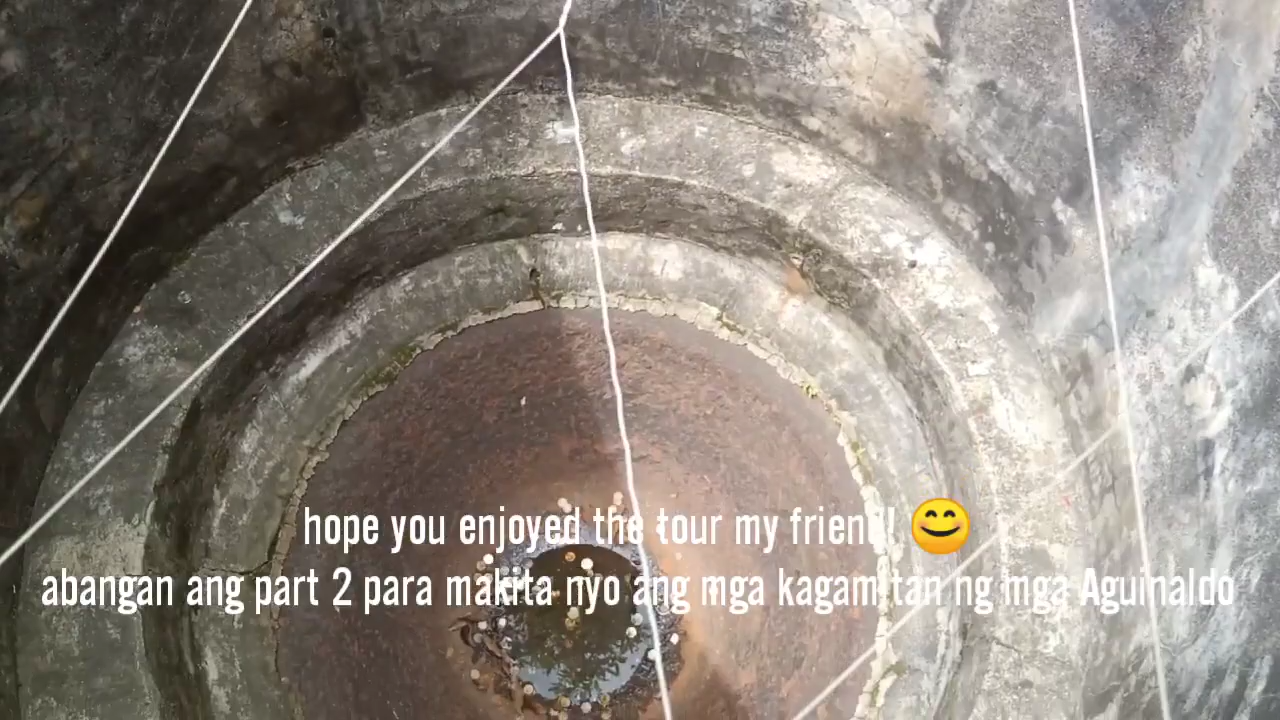 hope you enjoyed the tour my friend! 😊
abangan ang part 2 para makita nyo ang mga kagamitan ng mga Aguinaldo